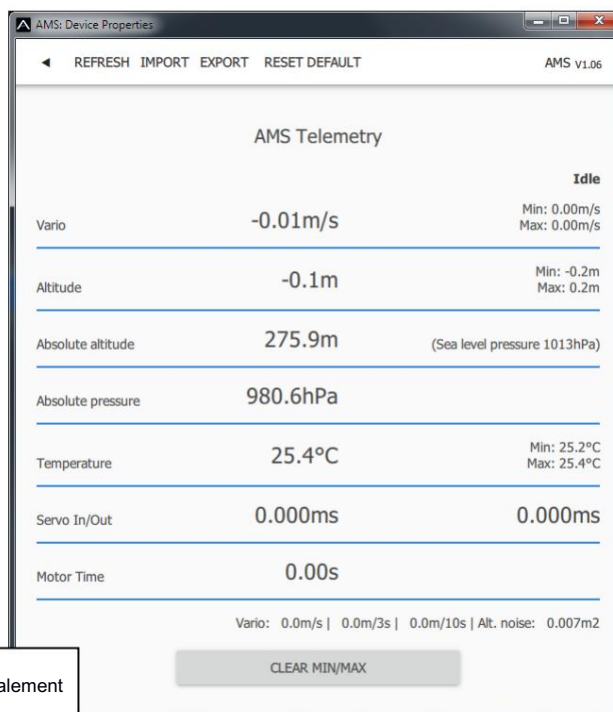 AMS: Device Properties
REFRESH IMPORT EXPORT RESET DEFAULT AMS V1.06
AMS Telemetry
Idle
Vario -0.01m/s Min: 0.00m/s
Max: 0.00m/s
Altitude -0.1m Min: -0.2m
Max: 0.2m
Absolute altitude 275.9m (Sea level pressure 1013hPa)
Absolute pressure 980.6hPa
Temperature 25.4°C Min: 25.2°C
Max: 25.4°C
Servo In/Out 0.000ms 0.000ms
Motor Time 0.00s
Vario: 0.0m/s | 0.0m/3s | 0.0m/10s | Alt. noise: 0.007m2
CLEAR MIN/MAX
alement